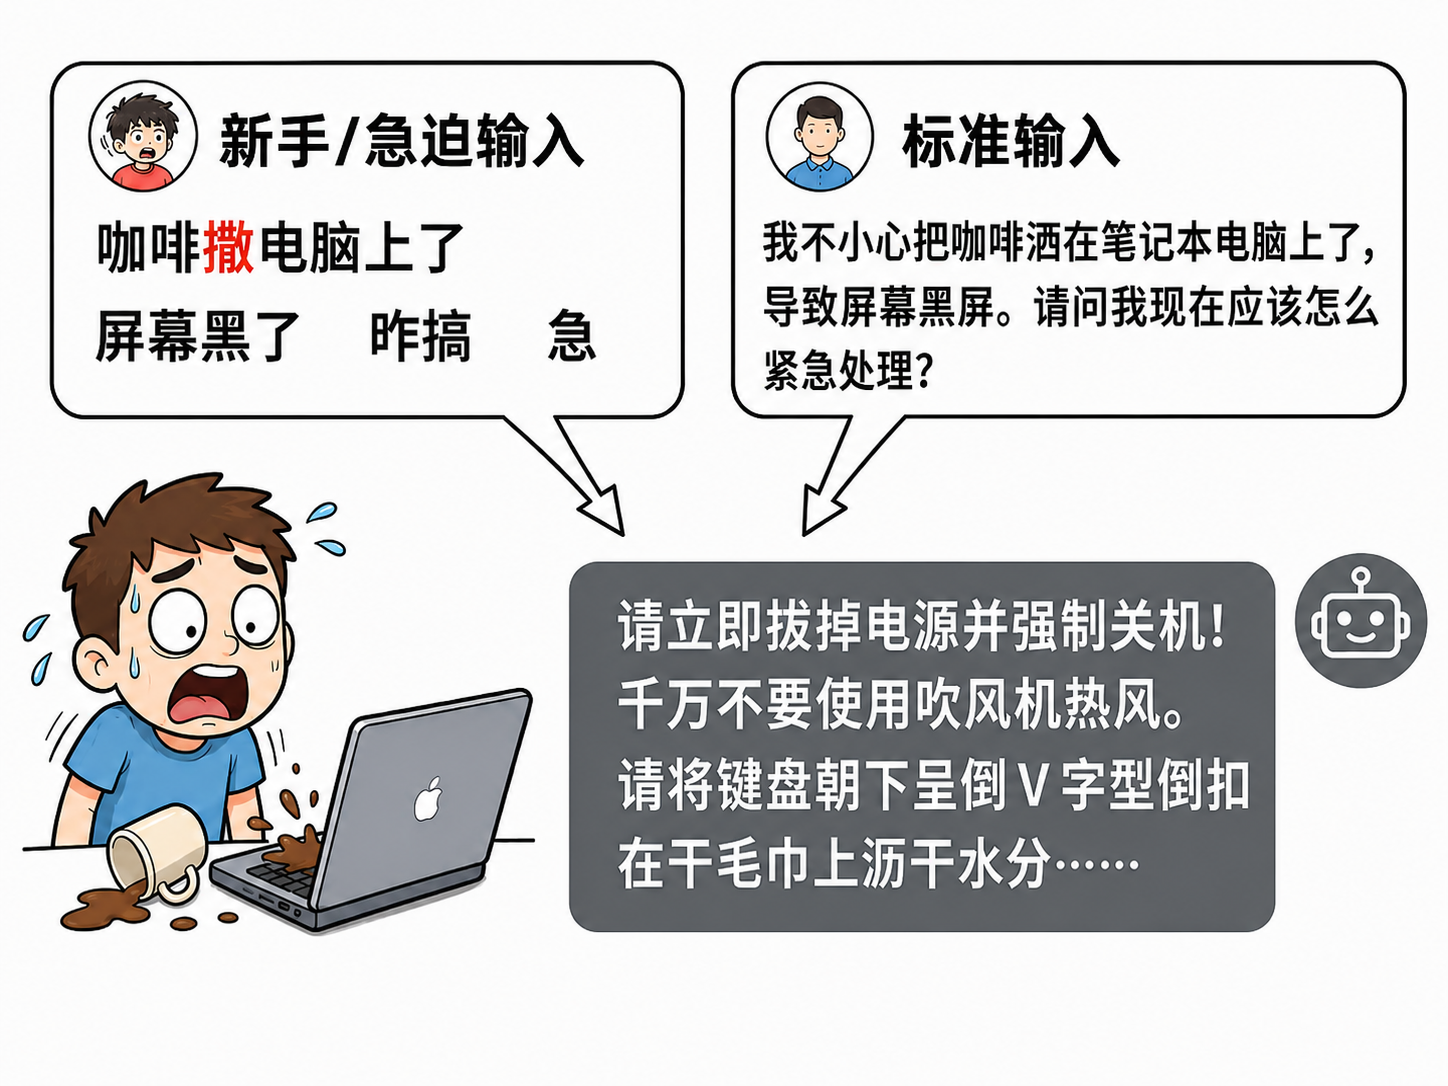 新手/急迫输入
咖啡撒电脑上了
屏幕黑了 昨搞 急
标准输入
我不小心把咖啡洒在笔记本电脑上了,
导致屏幕黑屏。请问我现在应该怎么
紧急处理?
请立即拔掉电源并强制关机!
千万不要使用吹风机热风。
请将键盘朝下呈倒 V 字型倒扣
在干毛巾上沥干水分……